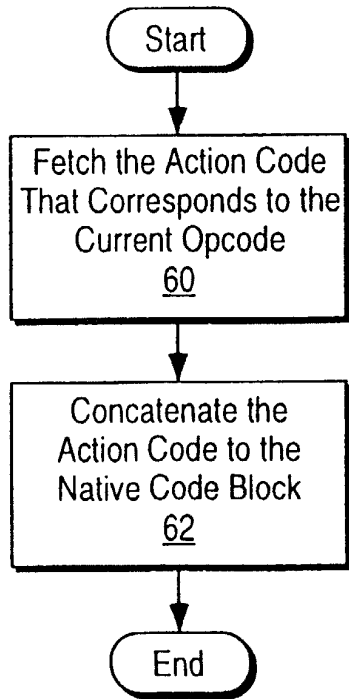 Start
Fetch the Action Code
That Corresponds to the
Current Opcode
60
Concatenate the
Action Code to the
Native Code Block
62
End